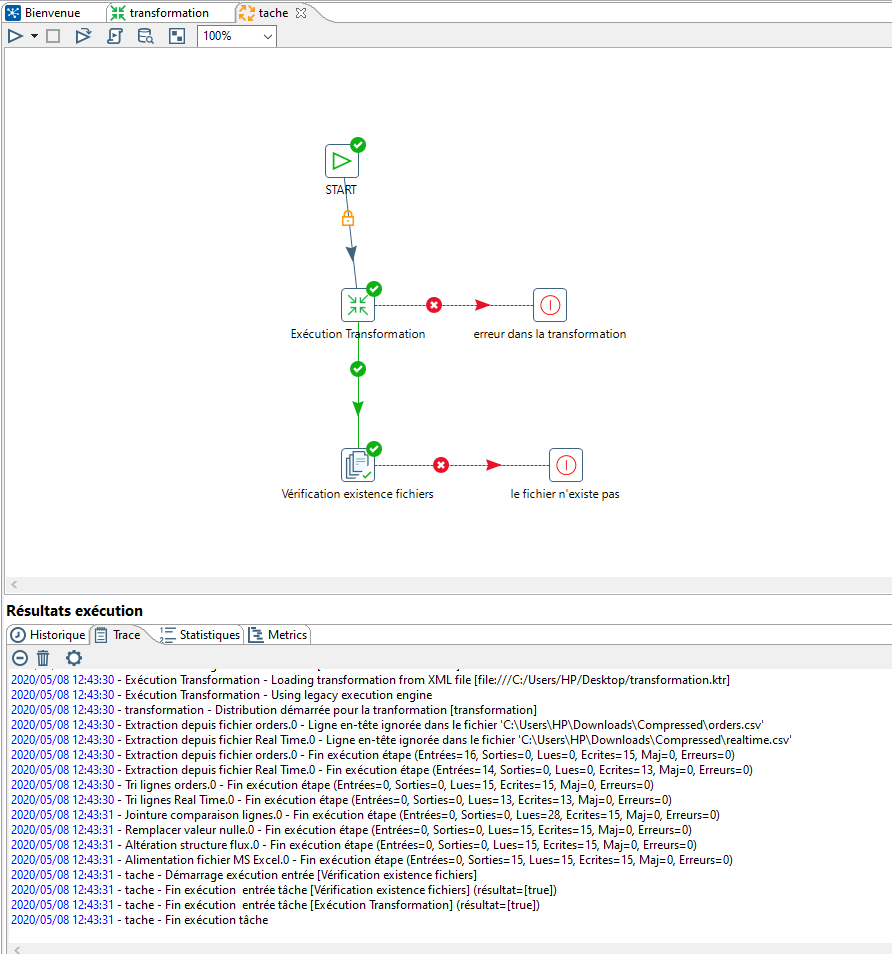 Bienvenue
transformation
tache
100%
START
Exécution Transformation
erreur dans la transformation
Vérification existence fichiers
le fichier n'existe pas
Résultats exécution
Historique
Trace
Statistiques
Metrics
2020/05/08 12:43:30 - Exécution Transformation - Loading transformation from XML file [file:///C:/Users/HP/Desktop/transformation.ktr]
2020/05/08 12:43:30 - Exécution Transformation - Using legacy execution engine
2020/05/08 12:43:30 - transformation - Distribution démarrée pour la tranformation [transformation]
2020/05/08 12:43:30 - Extraction depuis fichier orders.0 - Ligne en-tête ignorée dans le fichier 'C:\Users\HP\Downloads\Compressed\orders.csv'
2020/05/08 12:43:30 - Extraction depuis fichier Real Time.0 - Ligne en-tête ignorée dans le fichier 'C:\Users\HP\Downloads\Compressed\realtime.csv'
2020/05/08 12:43:30 - Extraction depuis fichier orders.0 - Fin exécution étape (Entrées=16, Sorties=0, Lues=0, Ecrites=15, Maj=0, Erreurs=0)
2020/05/08 12:43:30 - Extraction depuis fichier Real Time.0 - Fin exécution étape (Entrées=14, Sorties=0, Lues=0, Ecrites=13, Maj=0, Erreurs=0)
2020/05/08 12:43:30 - Tri lignes orders.0 - Fin exécution étape (Entrées=0, Sorties=0, Lues=15, Ecrites=15, Maj=0, Erreurs=0)
2020/05/08 12:43:30 - Tri lignes Real Time.0 - Fin exécution étape (Entrées=0, Sorties=0, Lues=13, Ecrites=13, Maj=0, Erreurs=0)
2020/05/08 12:43:31 - Jointure comparaison lignes.0 - Fin exécution étape (Entrées=0, Sorties=0, Lues=28, Ecrites=15, Maj=0, Erreurs=0)
2020/05/08 12:43:31 - Remplacer valeur nulle.0 - Fin exécution étape (Entrées=0, Sorties=0, Lues=15, Ecrites=15, Maj=0, Erreurs=0)
2020/05/08 12:43:31 - Altération structure flux.0 - Fin exécution étape (Entrées=0, Sorties=0, Lues=15, Ecrites=15, Maj=0, Erreurs=0)
2020/05/08 12:43:31 - Alimentation fichier MS Excel.0 - Fin exécution étape (Entrées=0, Sorties=15, Lues=15, Ecrites=15, Maj=0, Erreurs=0)
2020/05/08 12:43:31 - tache - Démarrage exécution entrée [Vérification existence fichiers]
2020/05/08 12:43:31 - tache - Fin exécution  entrée tâche [Vérification existence fichiers] (résultat=[true])
2020/05/08 12:43:31 - tache - Fin exécution  entrée tâche [Exécution Transformation] (résultat=[true])
2020/05/08 12:43:31 - tache - Fin exécution tâche